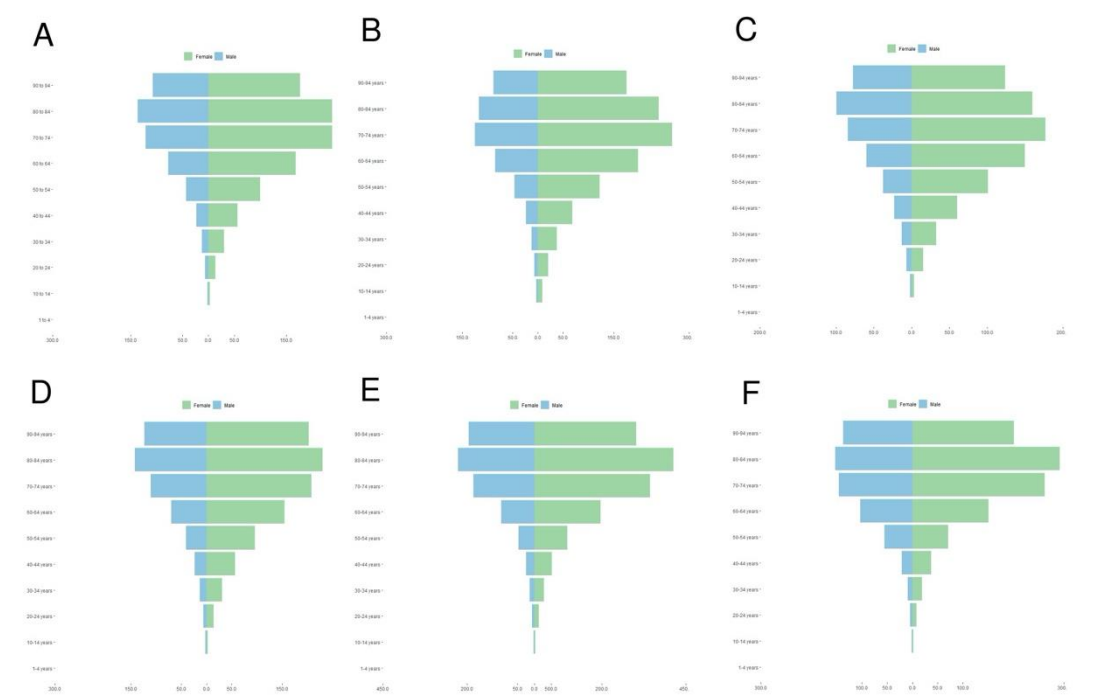 A
Female Male
90 to 94
80 to 84
70 to 74
60 to 64
50 to 54
40 to 44
30 to 34
20 to 24
10 to 14
1 to 4
300.0 150.0 50.0 0.0 50.0 150.0
B
Female Male
90-94 years
80-84 years
70-74 years
60-64 years
50-54 years
40-44 years
30-34 years
20-24 years
10-14 years
1-4 years
300.0 150.0 50.0 0.0 50.0 150.0 300.
C
Female Male
90-94 years
80-84 years
70-74 years
60-64 years
50-54 years
40-44 years
30-34 years
20-24 years
10-14 years
1-4 years
200.0 100.0 50.0 0.0 50.0 100.0 200.
D
Female Male
90-94 years
80-84 years
70-74 years
60-64 years
50-54 years
40-44 years
30-34 years
20-24 years
10-14 years
1-4 years
300.0 150.0 50.0 0.0 50.0 150.0
E
Female Male
90-94 years
80-84 years
70-74 years
60-64 years
50-54 years
40-44 years
30-34 years
20-24 years
10-14 years
1-4 years
450.0 200.0 50.0 0.0 50.0 200.0 450.
F
Female Male
90-94 years
80-84 years
70-74 years
60-64 years
50-54 years
40-44 years
30-34 years
20-24 years
10-14 years
1-4 years
300.0 100.0 50.0 0.0 50.0 100.0 300.